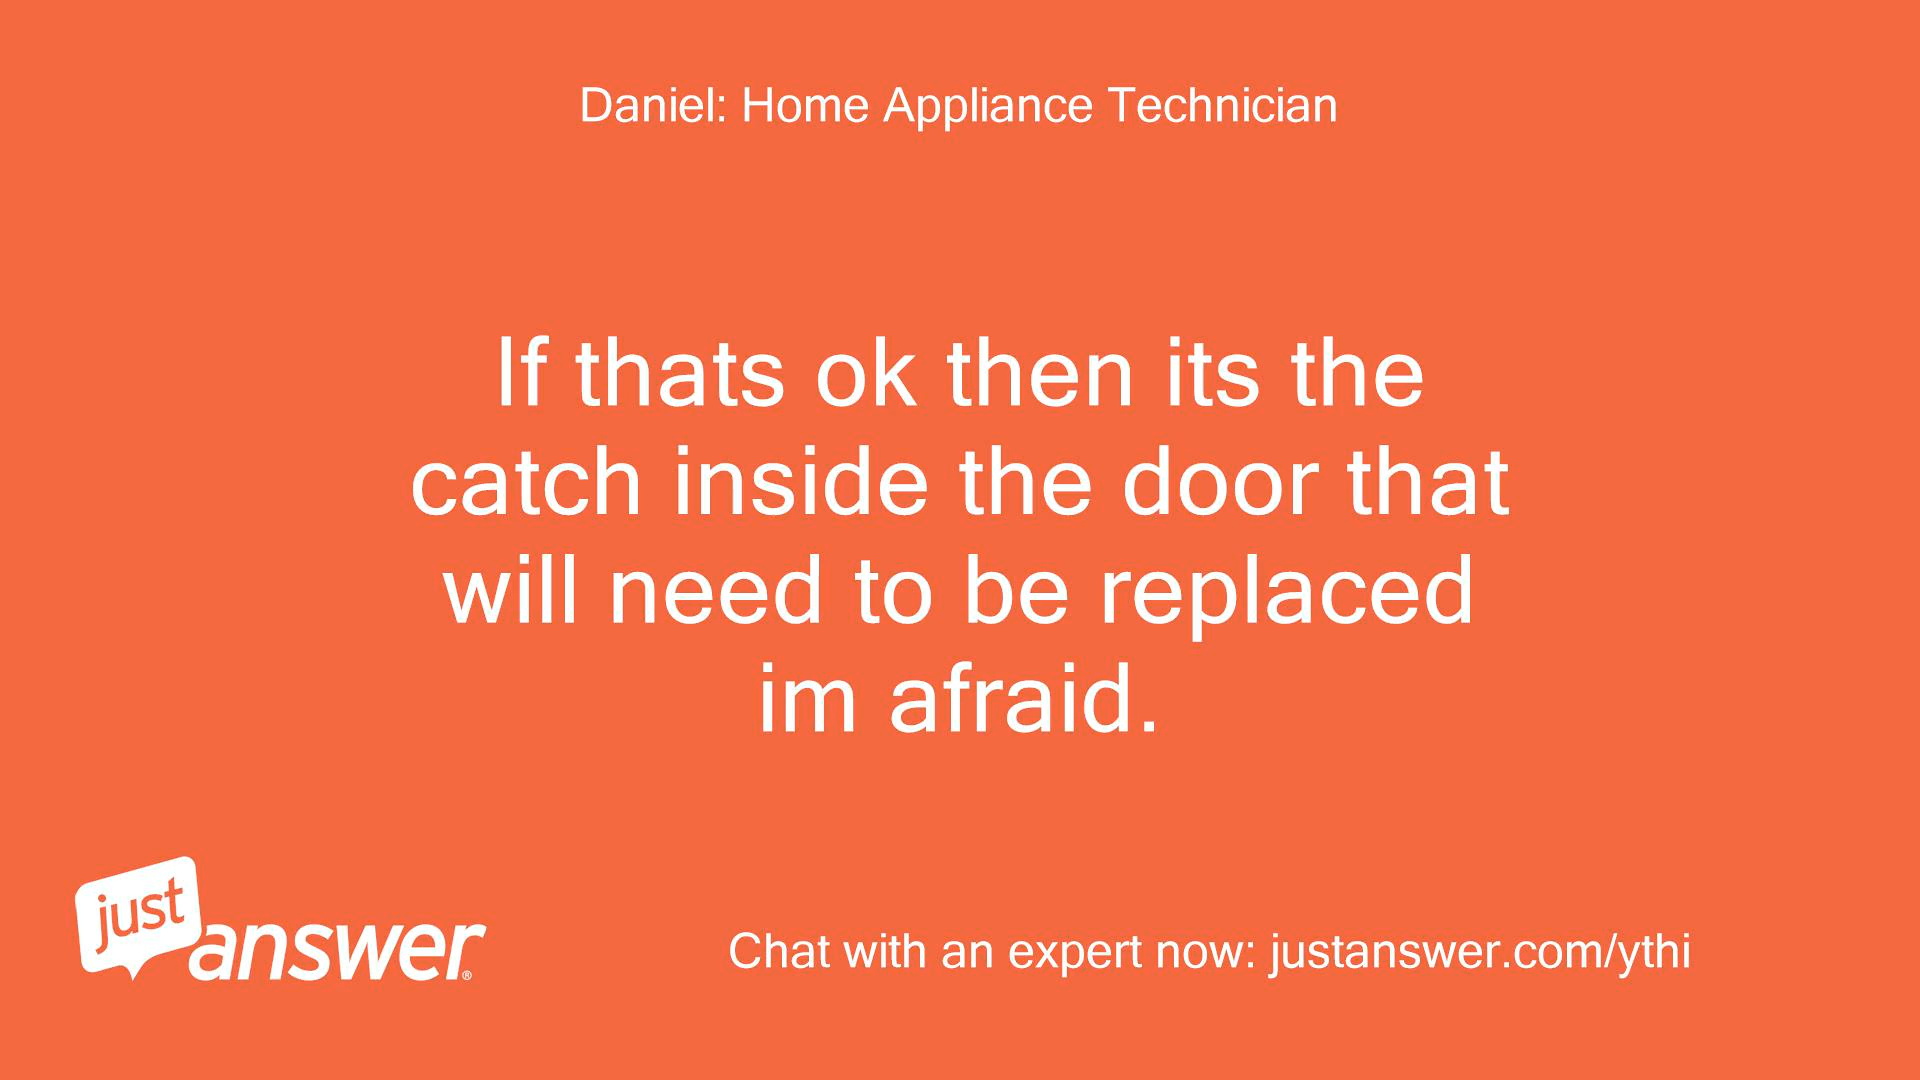 Daniel: Home Appliance Technician
If thats ok then its the
catch inside the door that
will need to be replaced
im afraid.
just
answer®
Chat with an expert now: justanswer.com/ythi